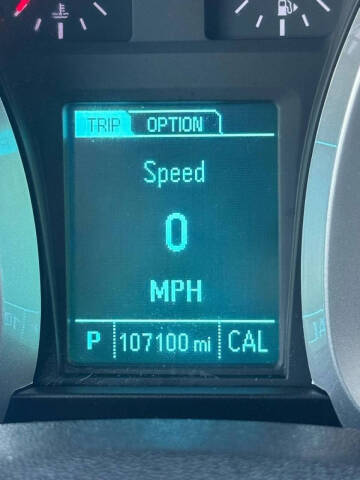 TRIP OPTION
Speed
0
MPH
P 107100 mi CAL